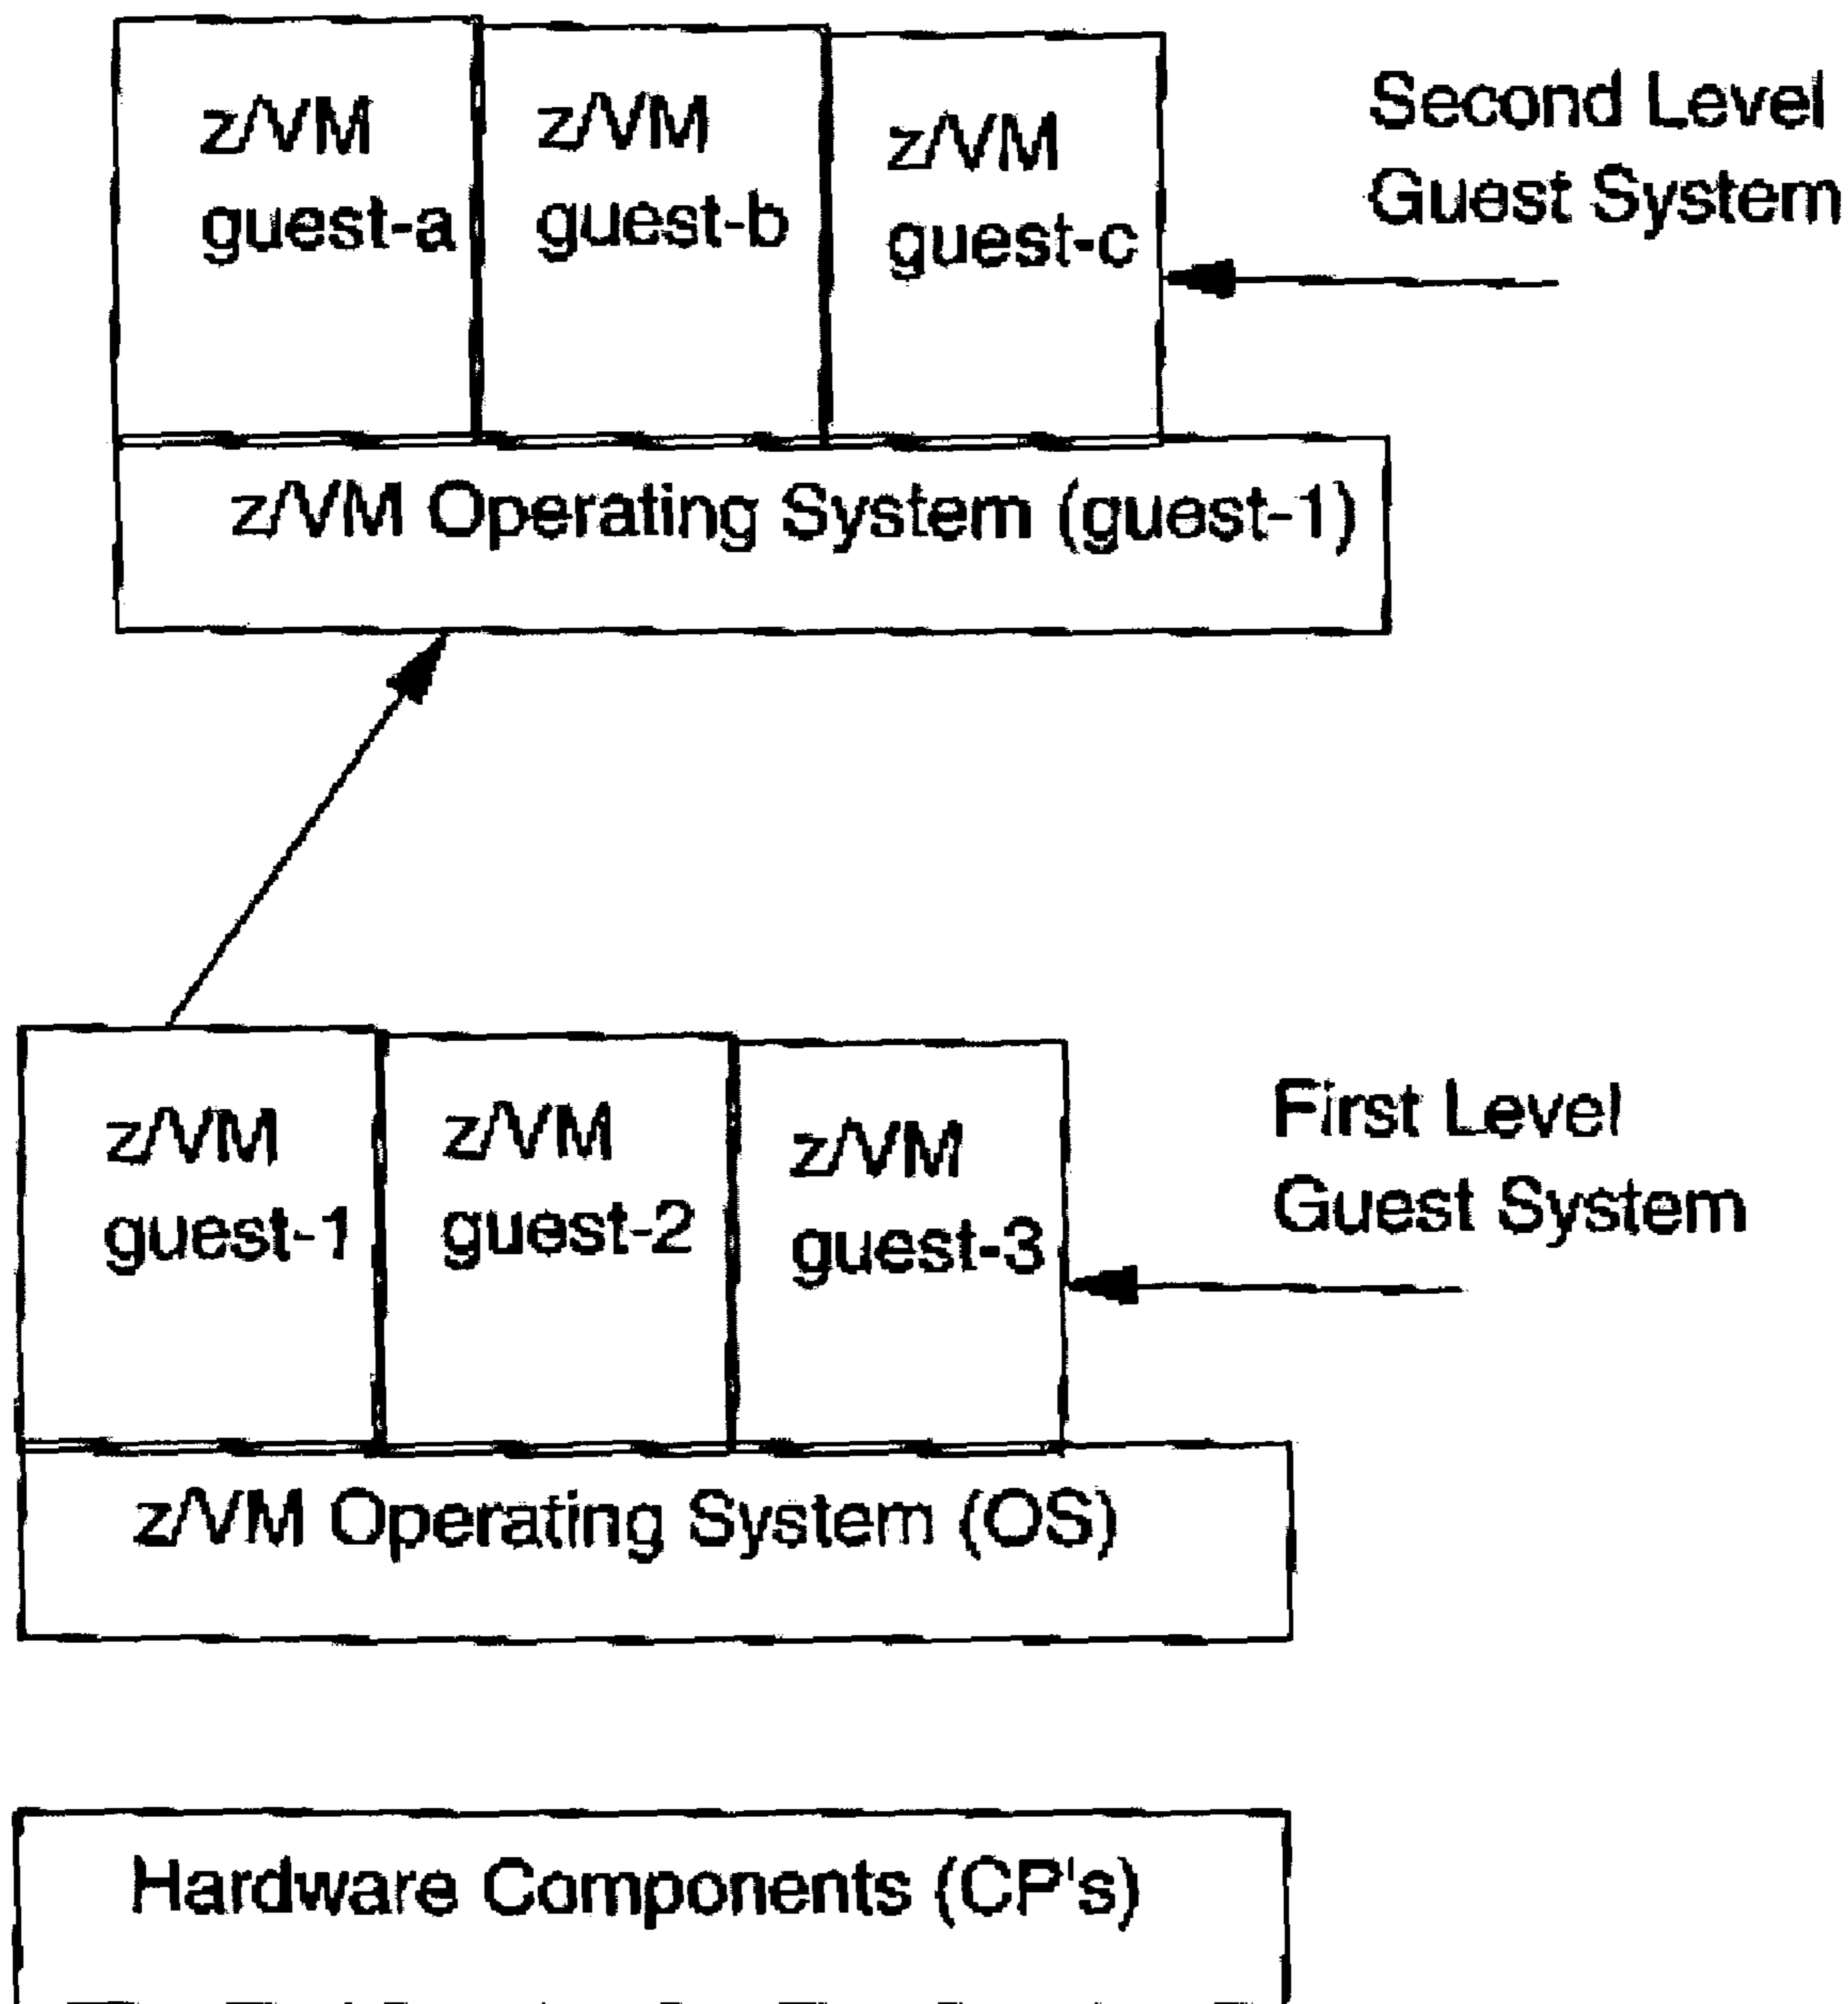 z/VM
guest-a
z/VM
guest-b
z/VM
guest-c
Second Level
Guest System
z/VM Operating System (guest-1)
z/VM
guest-1
z/VM
guest-2
z/VM
guest-3
First Level
Guest System
z/VM Operating System (OS)
Hardware Components (CP's)